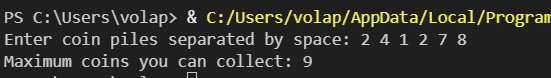 PS C:\Users\volap> & C:/Users/volap/AppData/Local/Program
Enter coin piles separated by space: 2 4 1 2 7 8
Maximum coins you can collect: 9